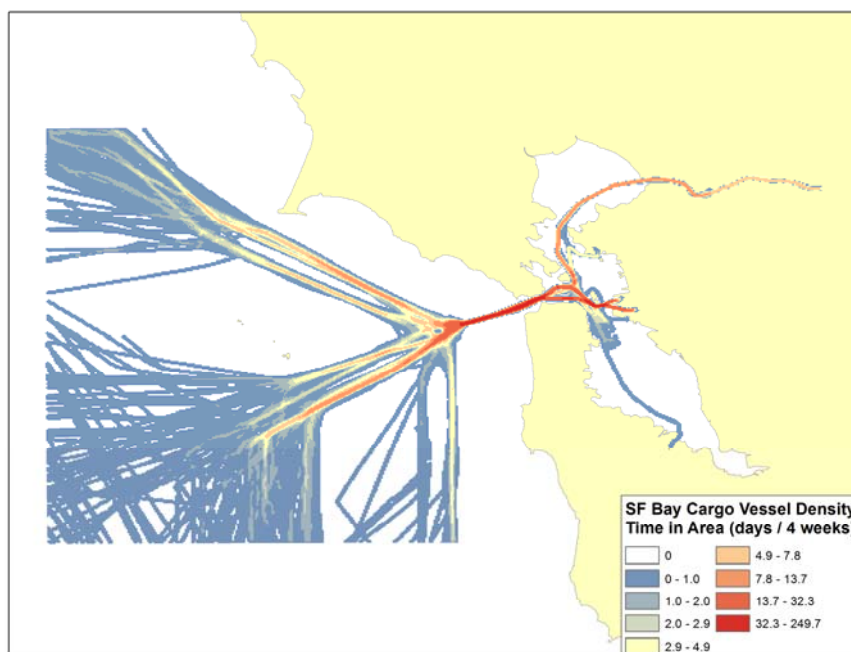 SF Bay Cargo Vessel Density
Time in Area (days / 4 weeks
0
4.9 - 7.8
0 - 1.0
7.8 - 13.7
1.0 - 2.0
13.7 - 32.3
2.0 - 2.9
32.3 - 249.7
2.9 - 4.9